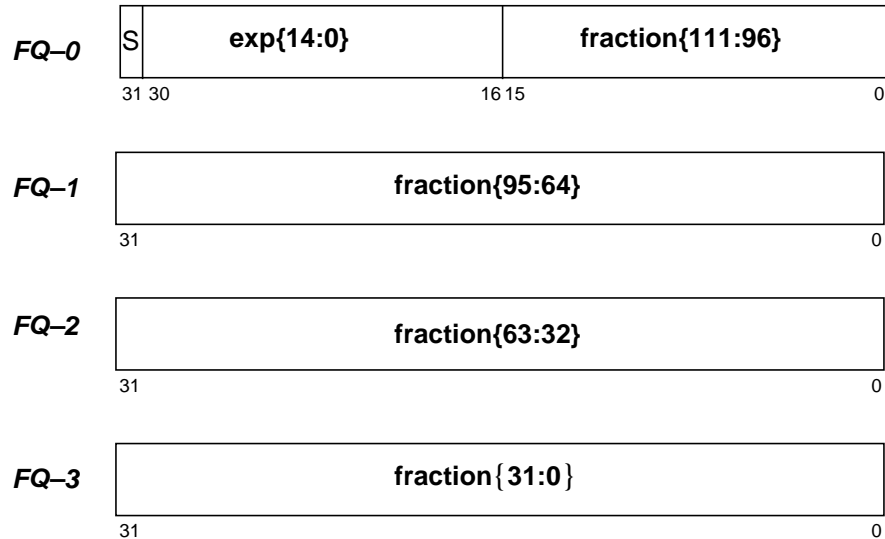 FQ–0 S exp{14:0} fraction{111:96}
31 30 16 15 0
FQ–1 fraction{95:64}
31 0
FQ–2 fraction{63:32}
31 0
FQ–3 fraction{31:0}
31 0